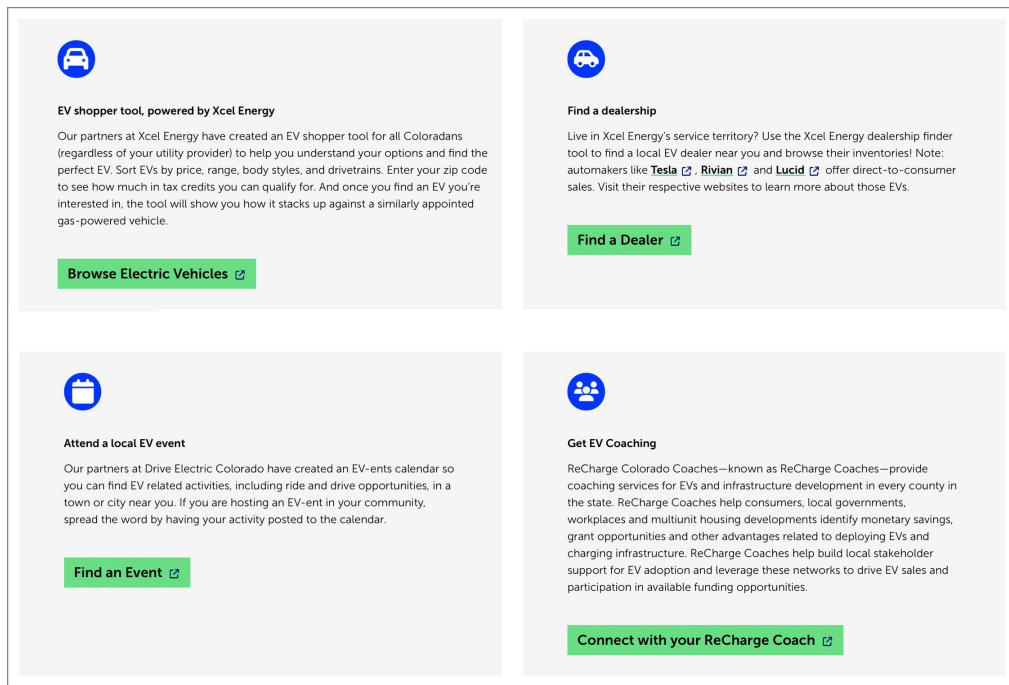 EV shopper tool, powered by Xcel Energy
Our partners at Xcel Energy have created an EV shopper tool for all Coloradans
(regardless of your utility provider) to help you understand your options and find the
perfect EV. Sort EVs by price, range, body styles, and drivetrains. Enter your zip code
to see how much in tax credits you can qualify for. And once you find an EV you’re
interested in, the tool will show you how it stacks up against a similarly appointed
gas-powered vehicle.
Browse Electric Vehicles
Find a dealership
Live in Xcel Energy’s service territory? Use the Xcel Energy dealership finder
tool to find a local EV dealer near you and browse their inventories! Note:
automakers like Tesla , Rivian and Lucid offer direct-to-consumer
sales. Visit their respective websites to learn more about those EVs.
Find a Dealer
Attend a local EV event
Our partners at Drive Electric Colorado have created an EV-ents calendar so
you can find EV related activities, including ride and drive opportunities, in a
town or city near you. If you are hosting an EV-ent in your community,
spread the word by having your activity posted to the calendar.
Find an Event
Get EV Coaching
ReCharge Colorado Coaches—known as ReCharge Coaches—provide
coaching services for EVs and infrastructure development in every county in
the state. ReCharge Coaches help consumers, local governments,
workplaces and multiunit housing developments identify monetary savings,
grant opportunities and other advantages related to deploying EVs and
charging infrastructure. ReCharge Coaches help build local stakeholder
support for EV adoption and leverage these networks to drive EV sales and
participation in available funding opportunities.
Connect with your ReCharge Coach